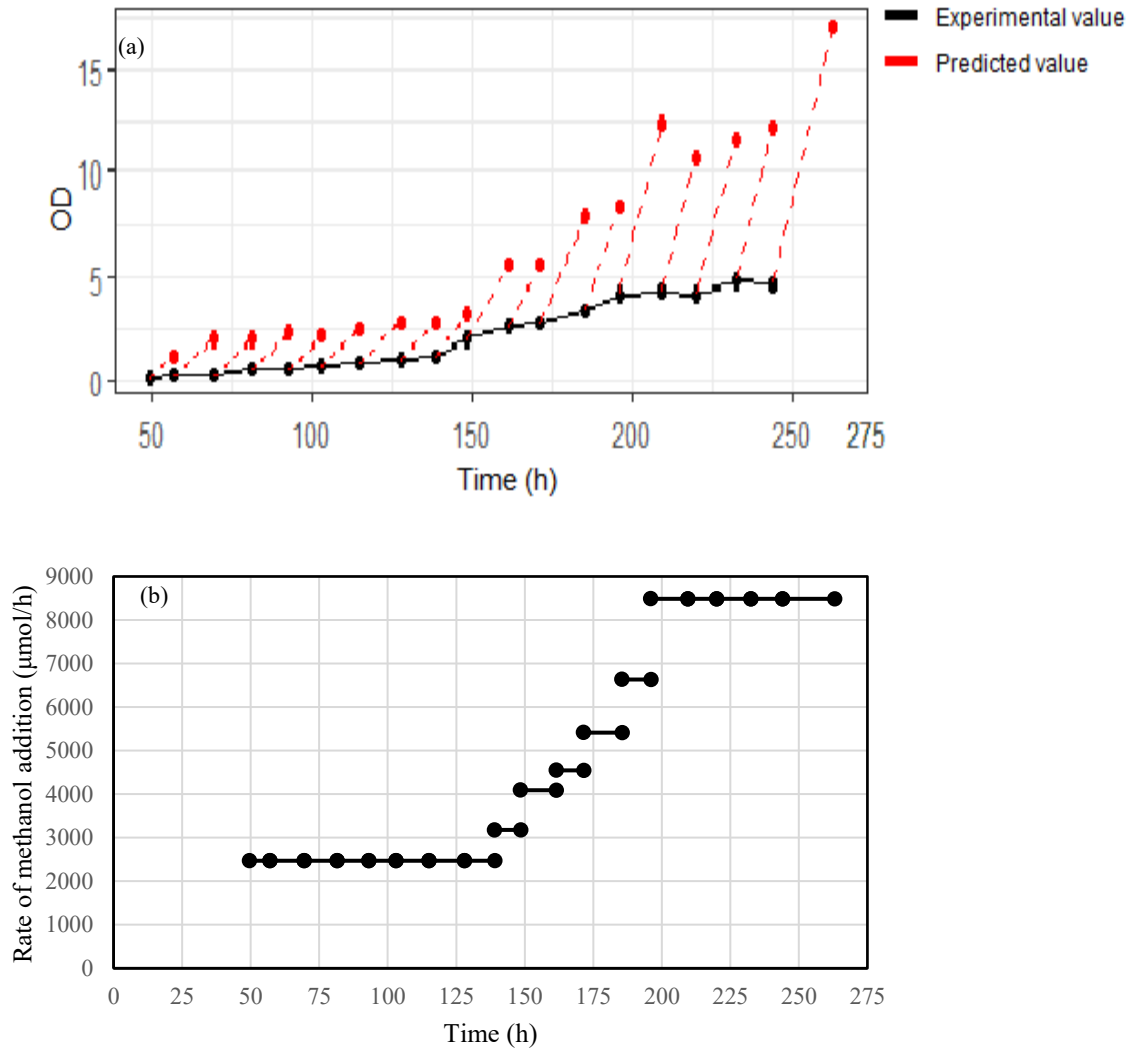 (a)
Experimental value
Predicted value
15
10
5
0
OD
50 100 150 200 250 275
Time (h)
(b)
9000
8000
7000
6000
5000
4000
3000
2000
1000
0
Rate of methanol addition (μmol/h)
0 25 50 75 100 125 150 175 200 225 250 275
Time (h)